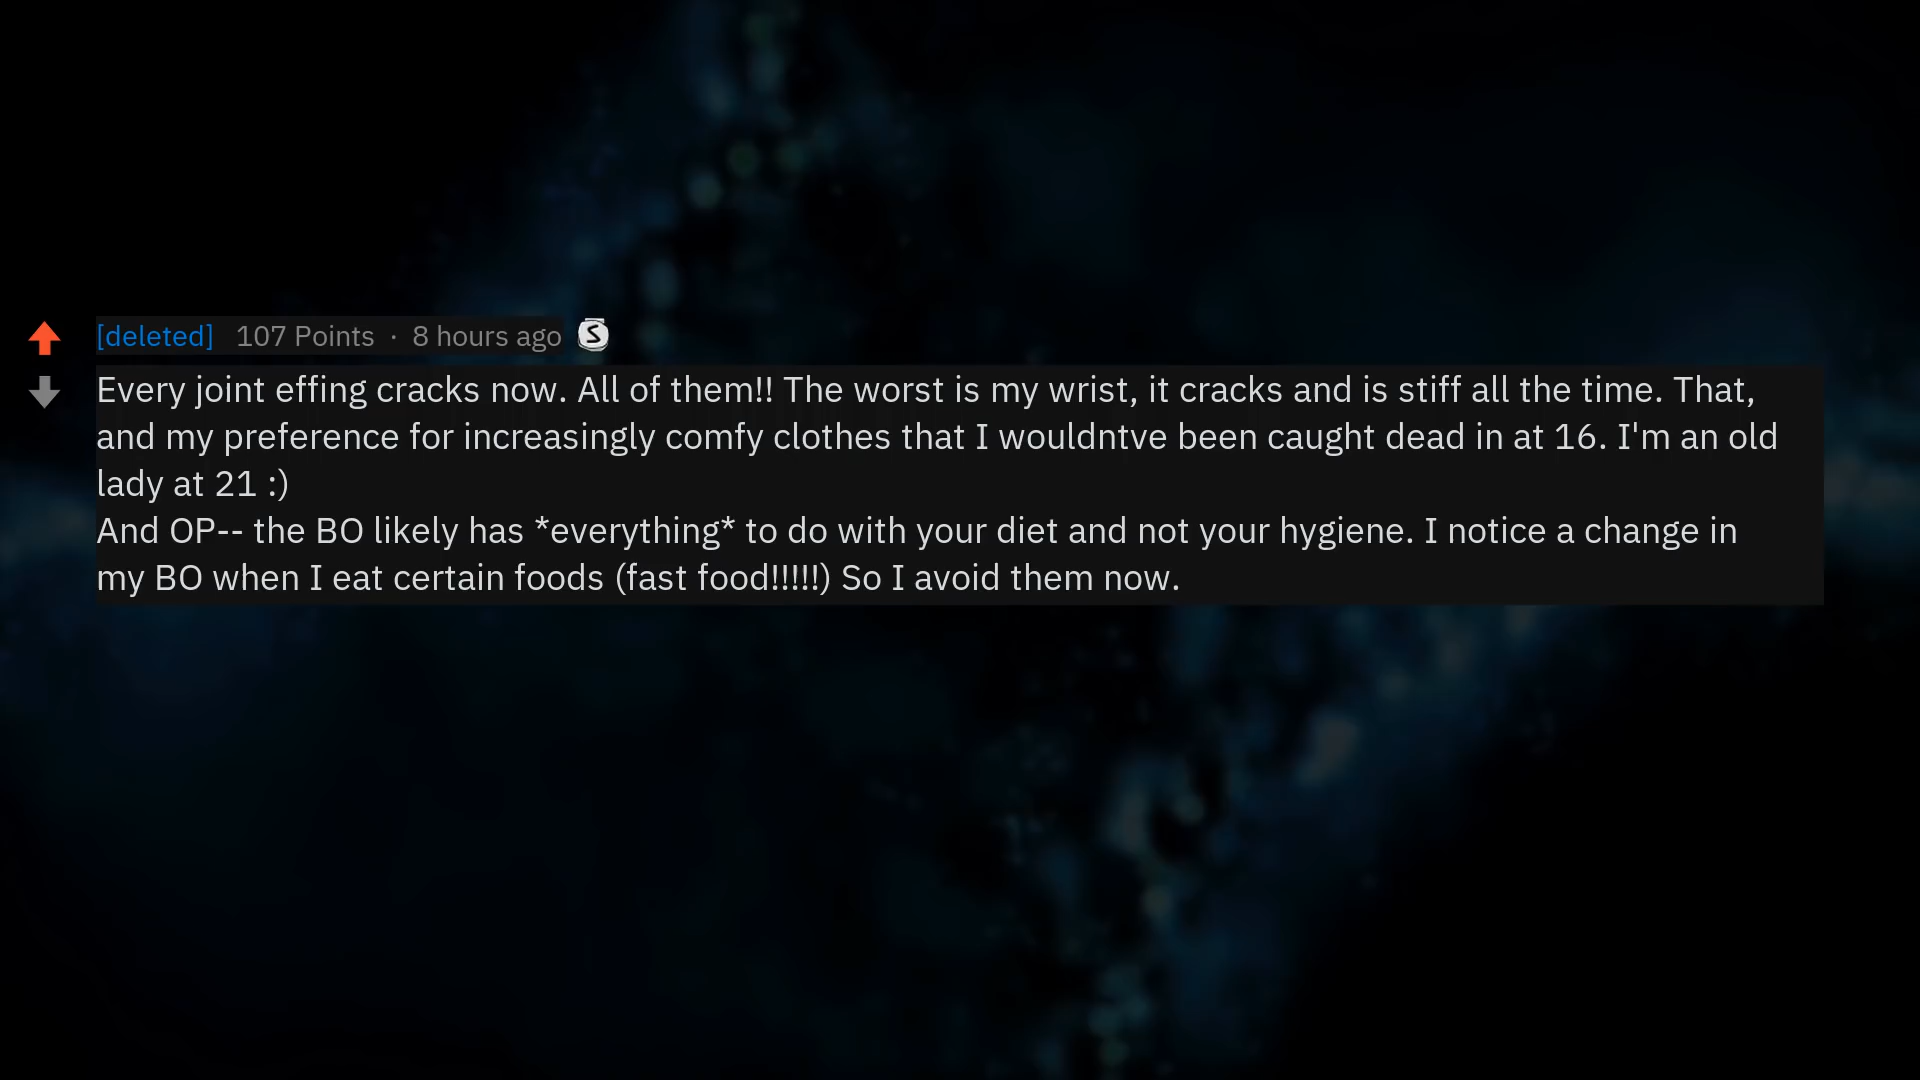 [deleted] 107 Points · 8 hours ago S
Every joint effing cracks now. All of them!! The worst is my wrist, it cracks and is stiff all the time. That,
and my preference for increasingly comfy clothes that I wouldntve been caught dead in at 16. I'm an old
lady at 21 :)
And OP-- the BO likely has *everything* to do with your diet and not your hygiene. I notice a change in
my BO when I eat certain foods (fast food!!!!!) So I avoid them now.